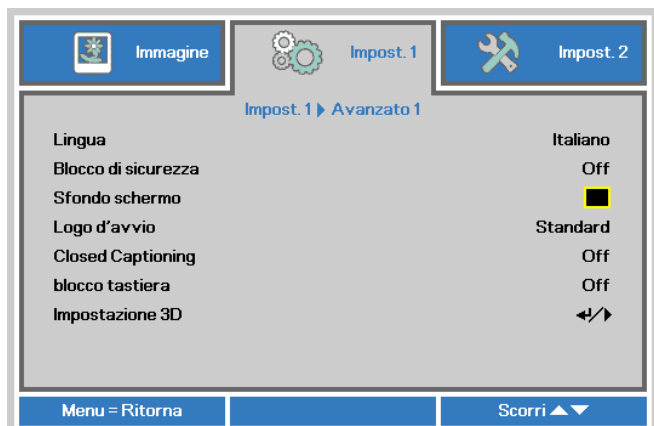 Immagine Impost. 1 Impost. 2
Impost. 1 Avanzato 1
Lingua Italiano
Blocco di sicurezza Off
Sfondo schermo
Logo d'avvio Standard
Closed Captioning Off
blocco tastiera Off
Impostazione 3D
Menu = Ritorna Scorri